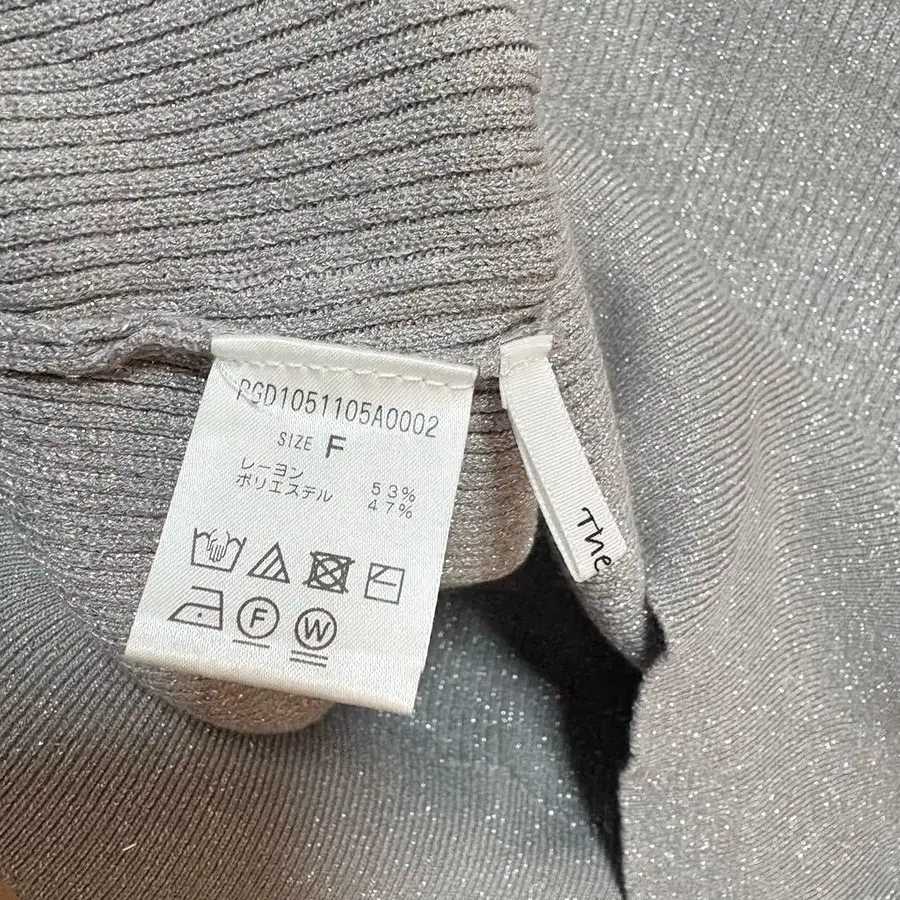 PGD1051105A0002
SIZE F
レーヨン 53%
ポリエステル 47%
F W
The